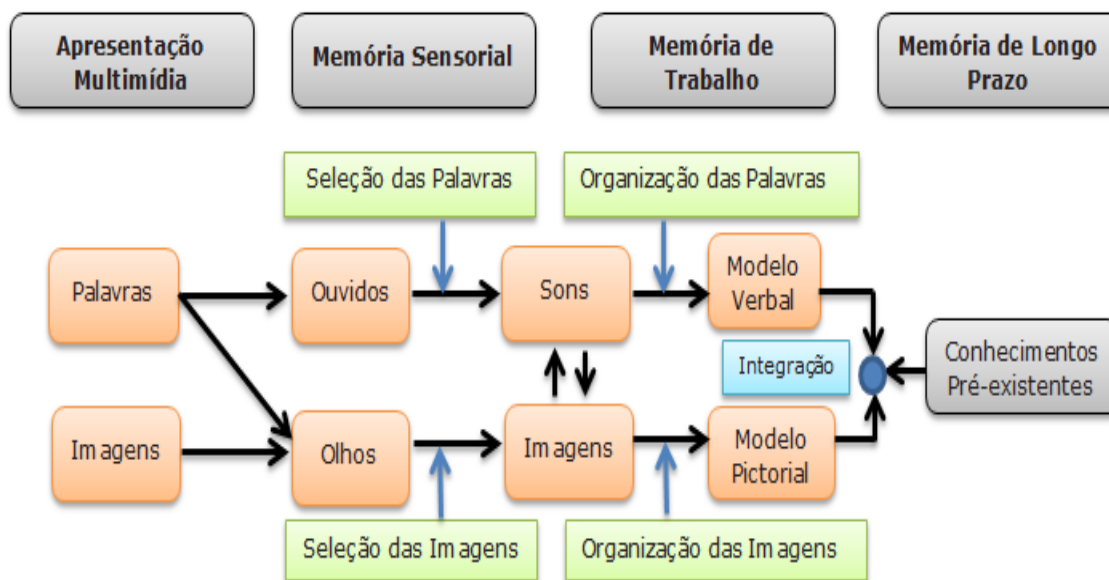 Apresentação
Multimídia
Memória Sensorial
Memória de
Trabalho
Memória de Longo
Prazo
Seleção das Palavras
Organização das Palavras
Palavras
Ouvidos
Sons
Modelo
Verbal
Integração
Conhecimentos
Pré-existentes
Imagens
Olhos
Imagens
Modelo
Pictorial
Seleção das Imagens
Organização das Imagens